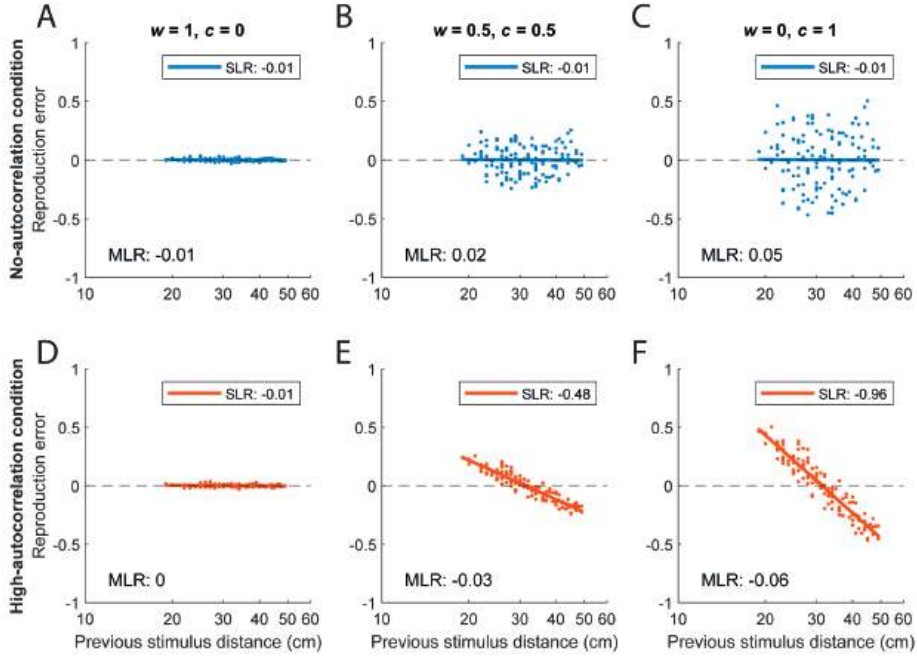 A
w = 1, c = 0
B
w = 0.5, c = 0.5
C
w = 0, c = 1
No-autocorrelation condition
Reproduction error
1
0.5
0
-0.5
-1
SLR: -0.01
MLR: -0.01
10 20 30 40 50 60
1
0.5
0
-0.5
-1
SLR: -0.01
MLR: 0.02
10 20 30 40 50 60
1
0.5
0
-0.5
-1
SLR: -0.01
MLR: 0.05
10 20 30 40 50 60
D
E
F
High-autocorrelation condition
Reproduction error
1
0.5
0
-0.5
-1
SLR: -0.01
MLR: 0
10 20 30 40 50 60
Previous stimulus distance (cm)
1
0.5
0
-0.5
-1
SLR: -0.48
MLR: -0.03
10 20 30 40 50 60
Previous stimulus distance (cm)
1
0.5
0
-0.5
-1
SLR: -0.96
MLR: -0.06
10 20 30 40 50 60
Previous stimulus distance (cm)